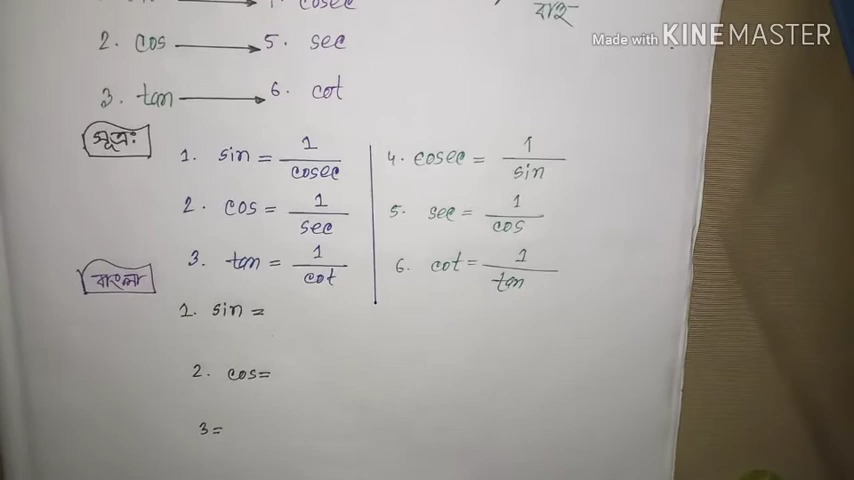 cosec
বাহু
Made with KINEMASTER
2. cos → 5. sec
3. tan → 6. cot
সূত্র:
1. sin = 1/cosec
4. cosec = 1/sin
2. cos = 1/sec
5. sec = 1/cos
3. tan = 1/cot
6. cot = 1/tan
বাংলা
1. sin =
2. cos=
3=